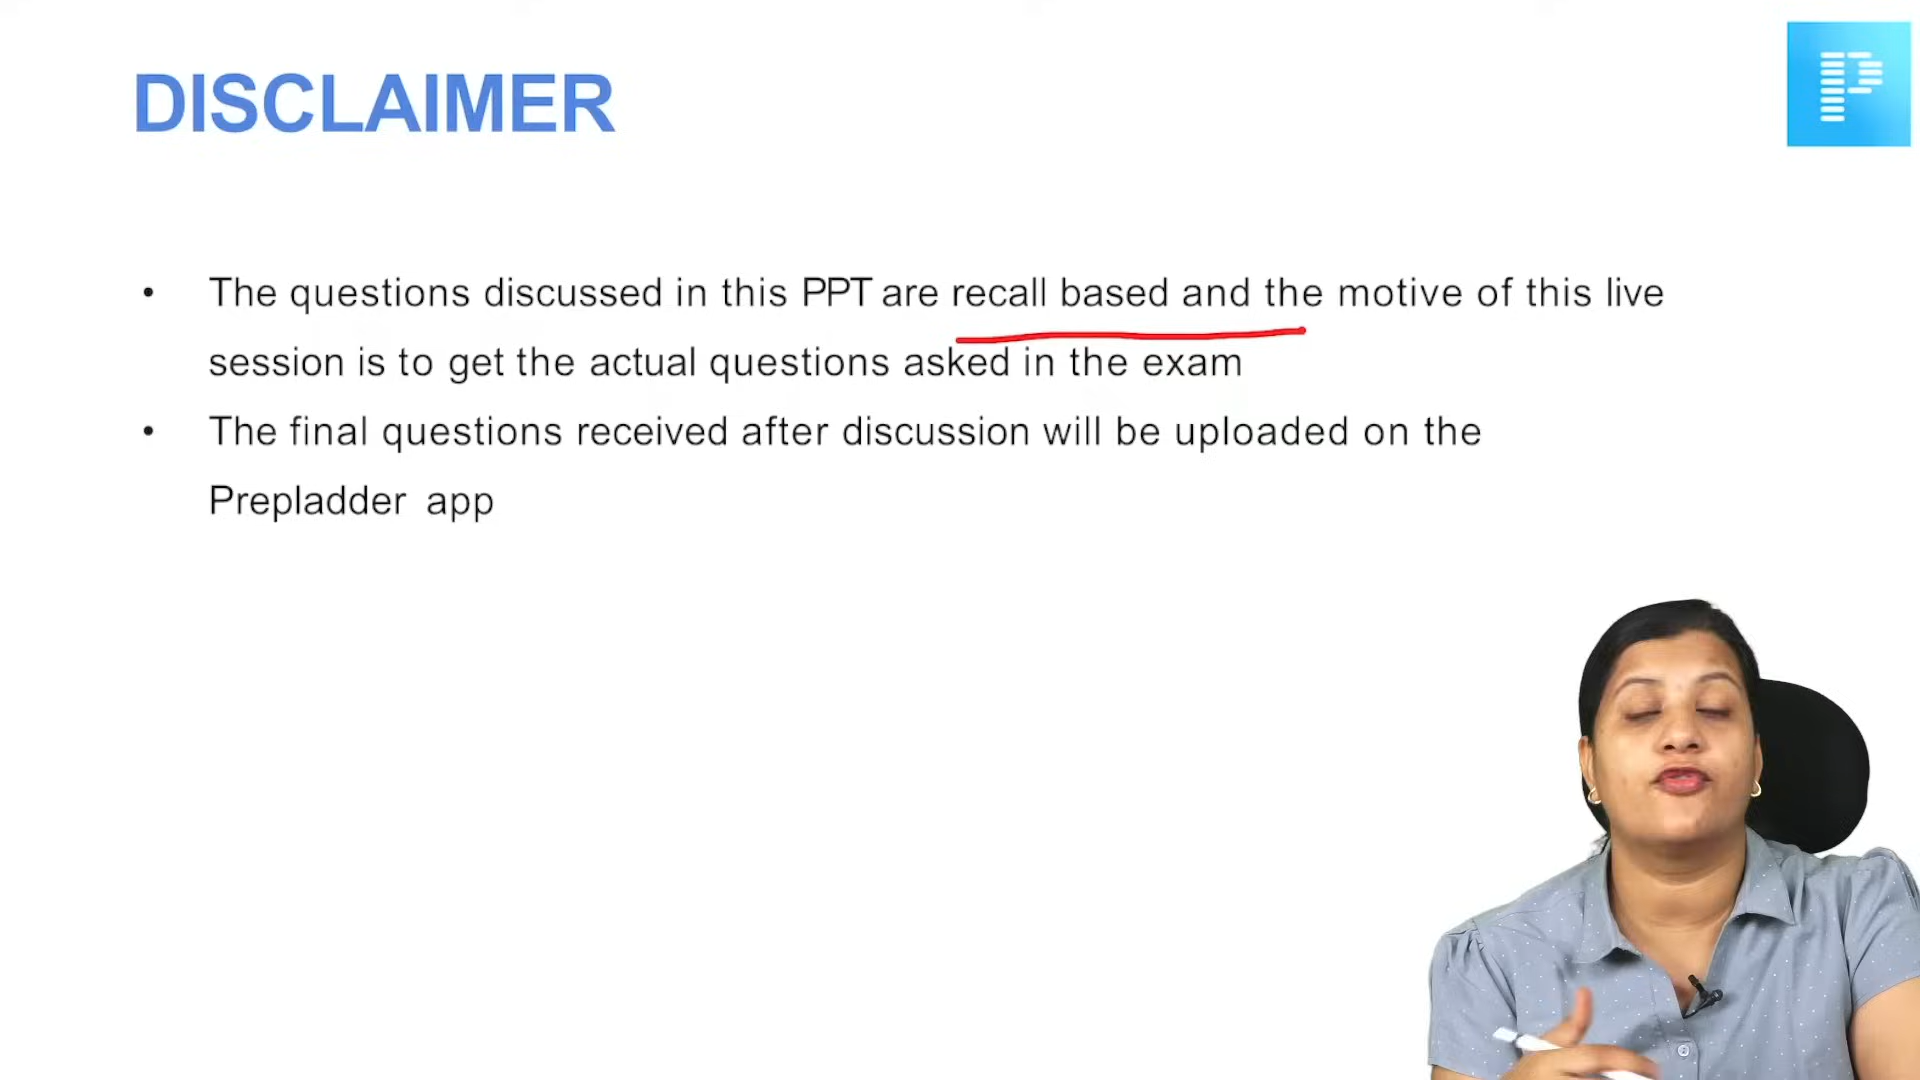 DISCLAIMER
• The questions discussed in this PPT are recall based and the motive of this live
session is to get the actual questions asked in the exam
• The final questions received after discussion will be uploaded on the
Prepladder app